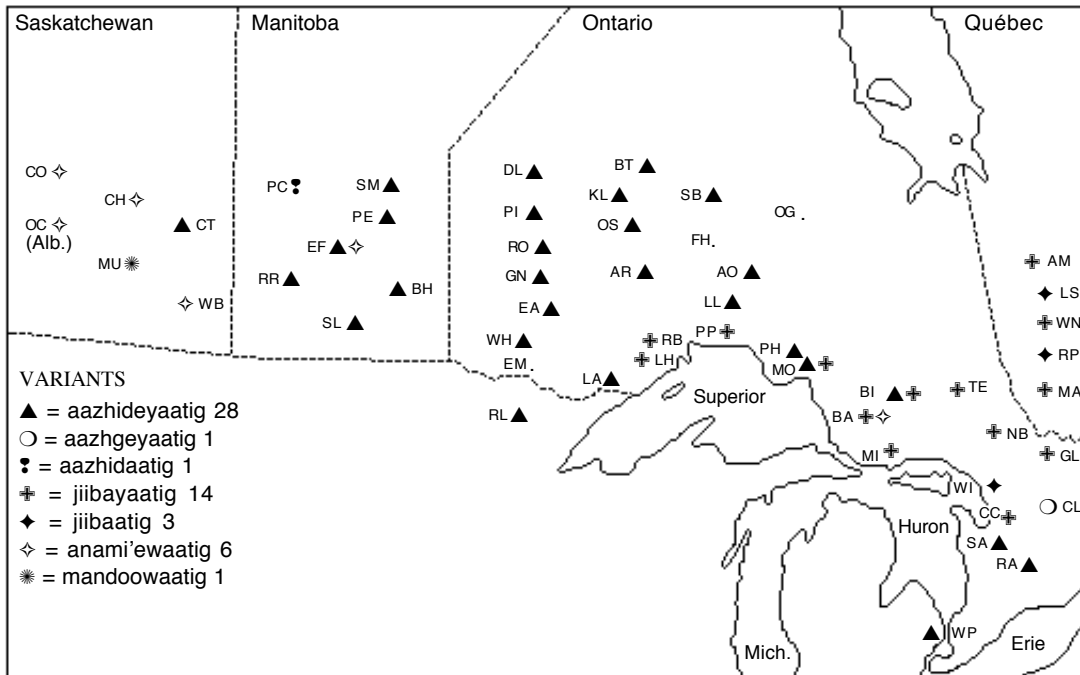 Saskatchewan Manitoba Ontario Québec
DL BT
CO PC SM
CH KL SB
OC PE PI OG
(Alb.) CT OS
EF RO FH
MU AM
RR GN AR AO
BH LS
WB EA LL
SL WN
PP
WH RB
PH RP
EM LH MO
VARIANTS
LA
▲ = aazhideyaatig 28 Superior BI TE MA
RL BA
❍ = aazhgeyaatig 1 NB
MI GL
❢ = aazhidaatig 1
✙ = jiibayaatig 14 WI
CC CL
✦ = jiibaatig 3 Huron
✧ = anami'ewaatig 6 SA
RA
✺ = mandoowaatig 1
WP
Mich. Erie